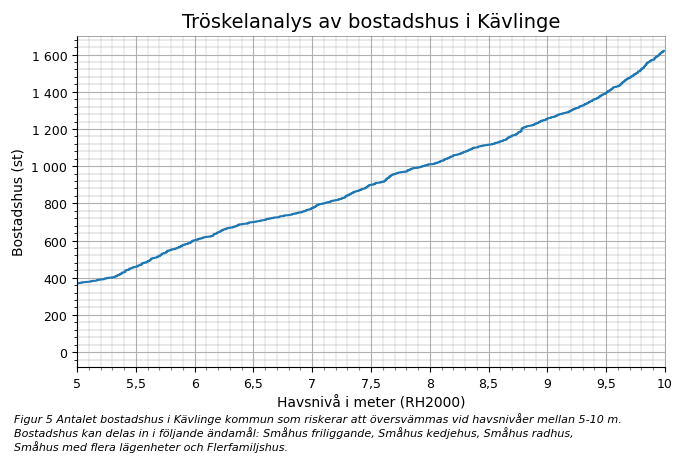 Tröskelanalys av bostadshus i Kävlinge
Bostadshus (st)
1 600
1 400
1 200
1 000
800
600
400
200
0
5 5,5 6 6,5 7 7,5 8 8,5 9 9,5 10
Havsnivå i meter (RH2000)
Figur 5 Antalet bostadshus i Kävlinge kommun som riskerar att översvämmas vid havsnivåer mellan 5-10 m.
Bostadshus kan delas in i följande ändamål: Småhus friliggande, Småhus kedjehus, Småhus radhus,
Småhus med flera lägenheter och Flerfamiljshus.